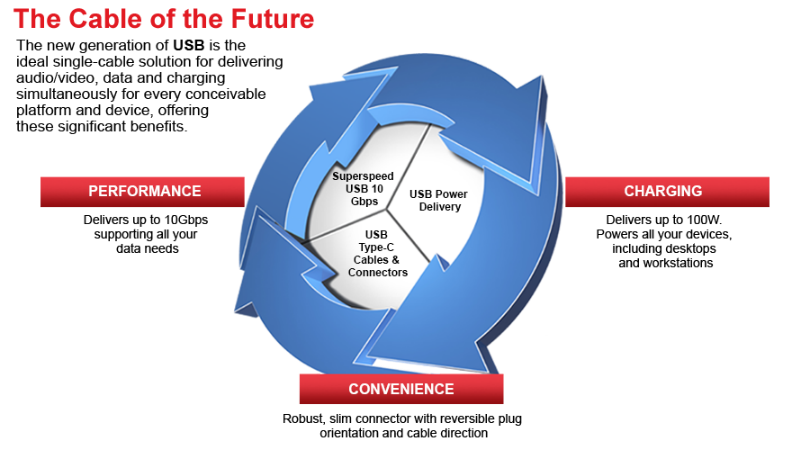 The Cable of the Future
The new generation of USB is the
ideal single-cable solution for delivering
audio/video, data and charging
simultaneously for every conceivable
platform and device, offering
these significant benefits.
PERFORMANCE
Delivers up to 10Gbps
supporting all your
data needs
Superspeed
USB 10
Gbps
USB Power
Delivery
USB
Type-C
Cables &
Connectors
CHARGING
Delivers up to 100W.
Powers all your devices,
including desktops
and workstations
CONVENIENCE
Robust, slim connector with reversible plug
orientation and cable direction